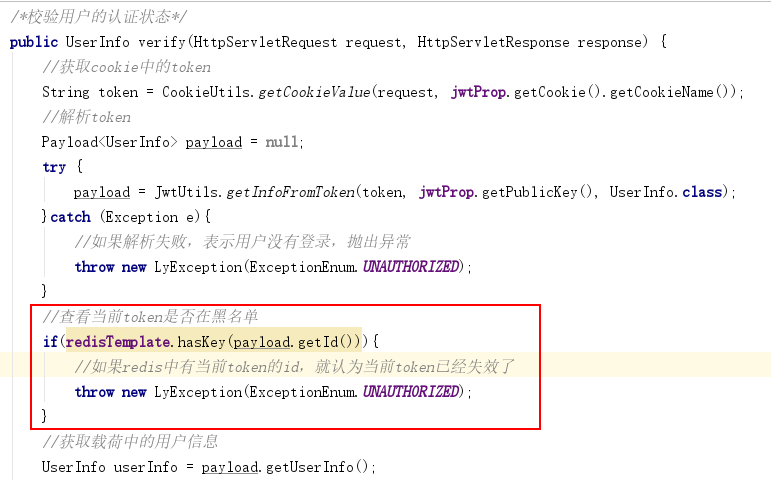 /*校验用户的认证状态*/
public UserInfo verify(HttpServletRequest request, HttpServletResponse response) {
//获取cookie中的token
String token = CookieUtils.getCookieValue(request, jwtProp.getCookie().getCookieName());
//解析token
Payload<UserInfo> payload = null;
try {
payload = JwtUtils.getInfoFromToken(token, jwtProp.getPublicKey(), UserInfo.class);
}catch (Exception e){
//如果解析失败，表示用户没有登录，抛出异常
throw new LyException(ExceptionEnum.UNAUTHORIZED);
}
//查看当前token是否在黑名单
if(redisTemplate.hasKey(payload.getId())){
//如果redis中有当前token的id，就认为当前token已经失效了
throw new LyException(ExceptionEnum.UNAUTHORIZED);
}
//获取载荷中的用户信息
UserInfo userInfo = payload.getUserInfo();